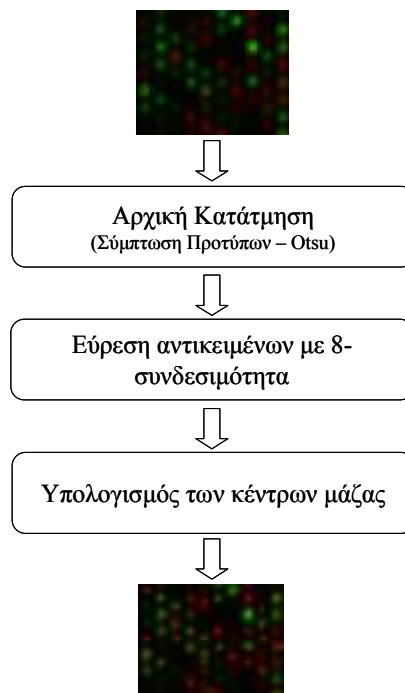 Αρχική Κατάτμηση
(Σύμπτωση Προτύπων – Otsu)
Εύρεση αντικειμένων με 8-
συνδεσιμότητα
Υπολογισμός των κέντρων μάζας